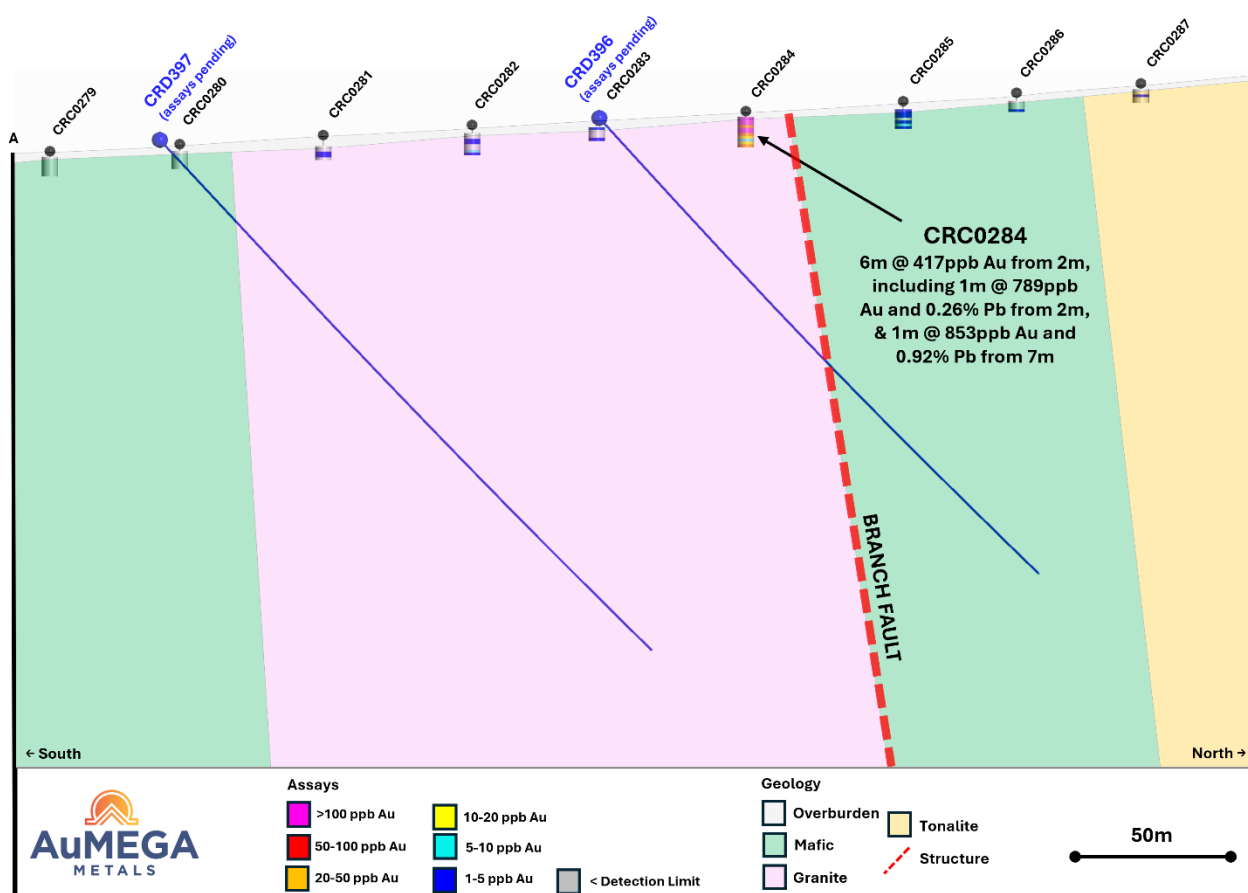 CRC0279
CRD397
(assays pending)
CRC0280
CRC0281
CRC0282
CRD396
(assays pending)
CRC0283
CRC0284
CRC0285
CRC0286
CRC0287
A
CRC0284
6m @ 417ppb Au from 2m,
including 1m @ 789ppb
Au and 0.26% Pb from 2m,
& 1m @ 853ppb Au and
0.92% Pb from 7m
BRANCH FAULT
← South
North →
AuMEGA
METALS
Assays
>100 ppb Au
50-100 ppb Au
20-50 ppb Au
10-20 ppb Au
5-10 ppb Au
1-5 ppb Au
< Detection Limit
Geology
Overburden
Mafic
Granite
Tonalite
Structure
50m